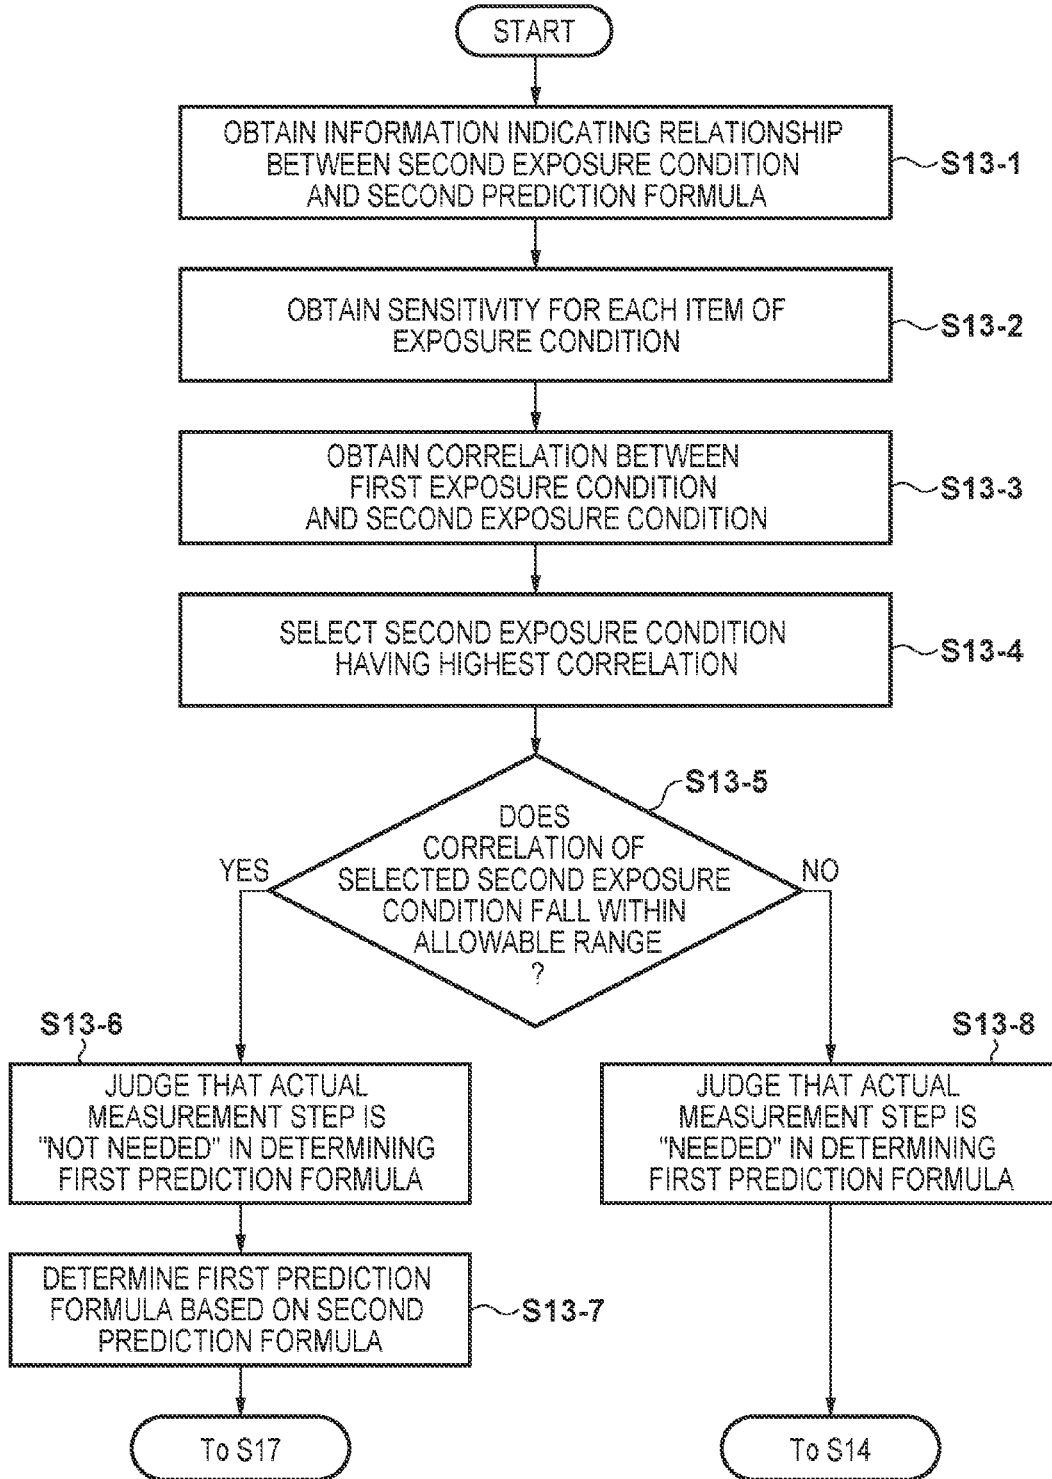 START
OBTAIN INFORMATION INDICATING RELATIONSHIP
BETWEEN SECOND EXPOSURE CONDITION
AND SECOND PREDICTION FORMULA
S13-1
OBTAIN SENSITIVITY FOR EACH ITEM OF
EXPOSURE CONDITION
S13-2
OBTAIN CORRELATION BETWEEN
FIRST EXPOSURE CONDITION
AND SECOND EXPOSURE CONDITION
S13-3
SELECT SECOND EXPOSURE CONDITION
HAVING HIGHEST CORRELATION
S13-4
S13-5
DOES
CORRELATION OF
SELECTED SECOND EXPOSURE
CONDITION FALL WITHIN
ALLOWABLE RANGE
?
YES
NO
S13-6
JUDGE THAT ACTUAL
MEASUREMENT STEP IS
"NOT NEEDED" IN DETERMINING
FIRST PREDICTION FORMULA
S13-8
JUDGE THAT ACTUAL
MEASUREMENT STEP IS
"NEEDED" IN DETERMINING
FIRST PREDICTION FORMULA
DETERMINE FIRST PREDICTION
FORMULA BASED ON SECOND
PREDICTION FORMULA
S13-7
To S17
To S14